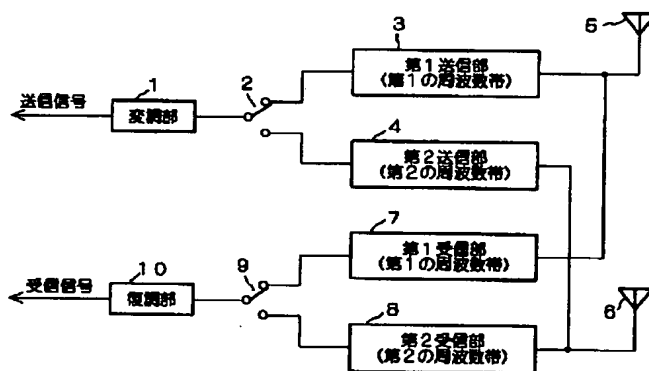 3
第1送信部
(第1の周波数帯)
5
1
送信信号
変調部
2
4
第2送信部
(第2の周波数帯)
7
第1受信部
(第1の周波数帯)
10
受信信号
復調部
9
8
第2受信部
(第2の周波数帯)
6